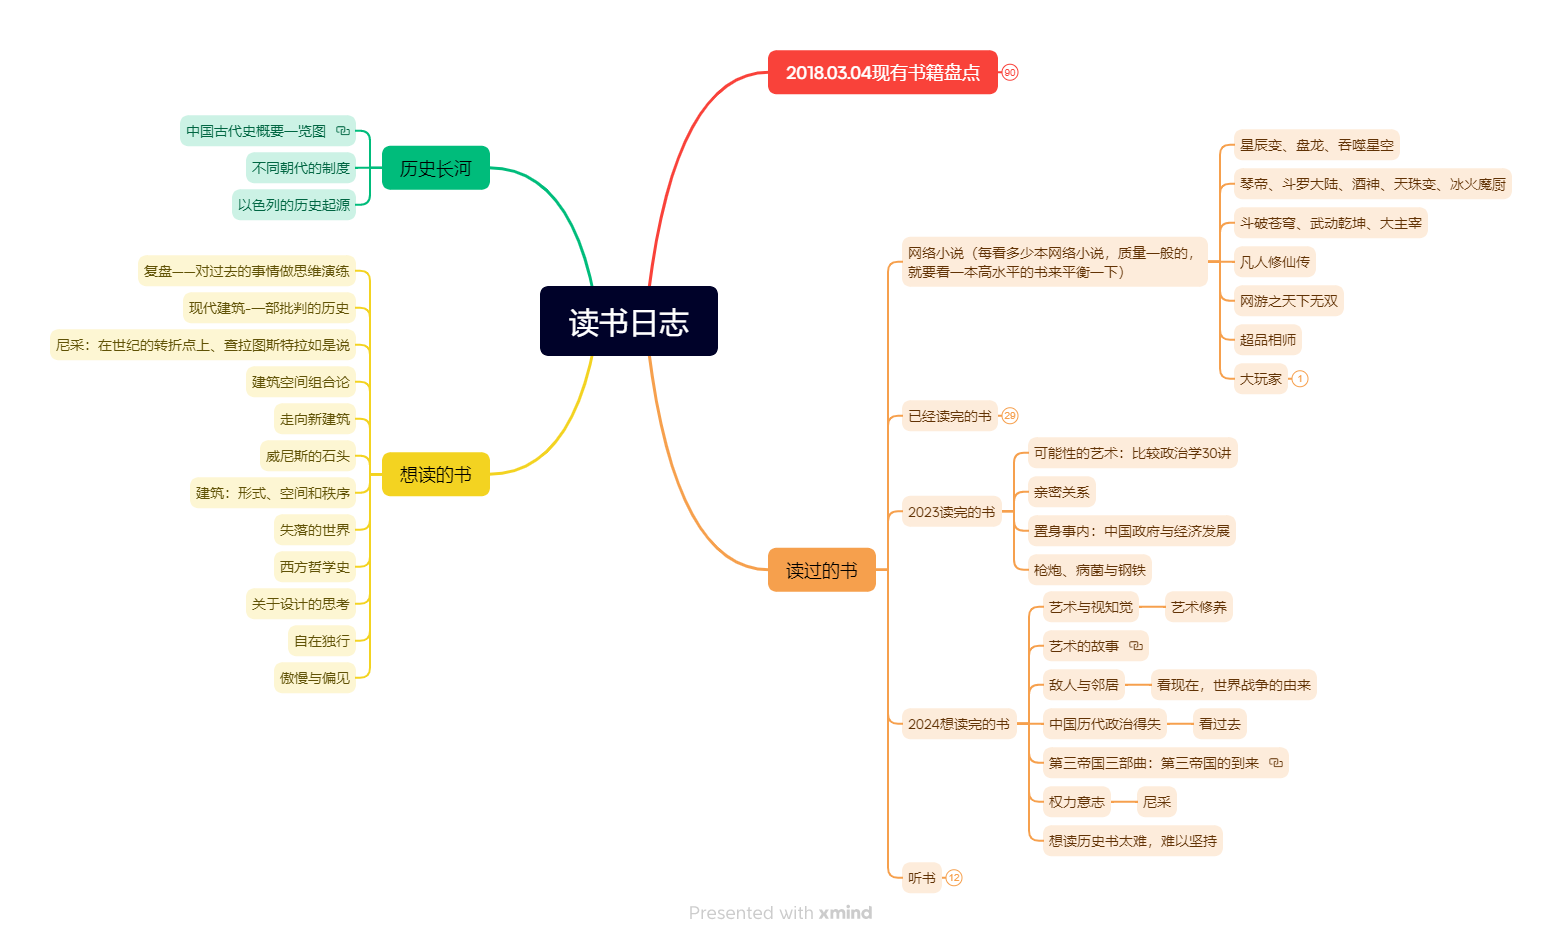 读书日志
2018.03.04现有书籍盘点
90
历史长河
中国古代史概要一览图
不同朝代的制度
以色列的历史起源
想读的书
复盘——对过去的事情做思维演练
现代建筑-一部批判的历史
尼采：在世纪的转折点上、查拉图斯特拉如是说
建筑空间组合论
走向新建筑
威尼斯的石头
建筑：形式、空间和秩序
失落的世界
西方哲学史
关于设计的思考
自在独行
傲慢与偏见
读过的书
网络小说（每看多少本网络小说，质量一般的，
就要看一本高水平的书来平衡一下）
星辰变、盘龙、吞噬星空
琴帝、斗罗大陆、酒神、天珠变、冰火魔厨
斗破苍穹、武动乾坤、大主宰
凡人修仙传
网游之天下无双
超品相师
大玩家
1
已经读完的书
29
2023读完的书
可能性的艺术：比较政治学30讲
亲密关系
置身事内：中国政府与经济发展
枪炮、病菌与钢铁
2024想读完的书
艺术与视知觉
艺术修养
艺术的故事
敌人与邻居
看现在，世界战争的由来
中国历代政治得失
看过去
第三帝国三部曲：第三帝国的到来
权力意志
尼采
想读历史书太难，难以坚持
听书
12
Presented with xmind